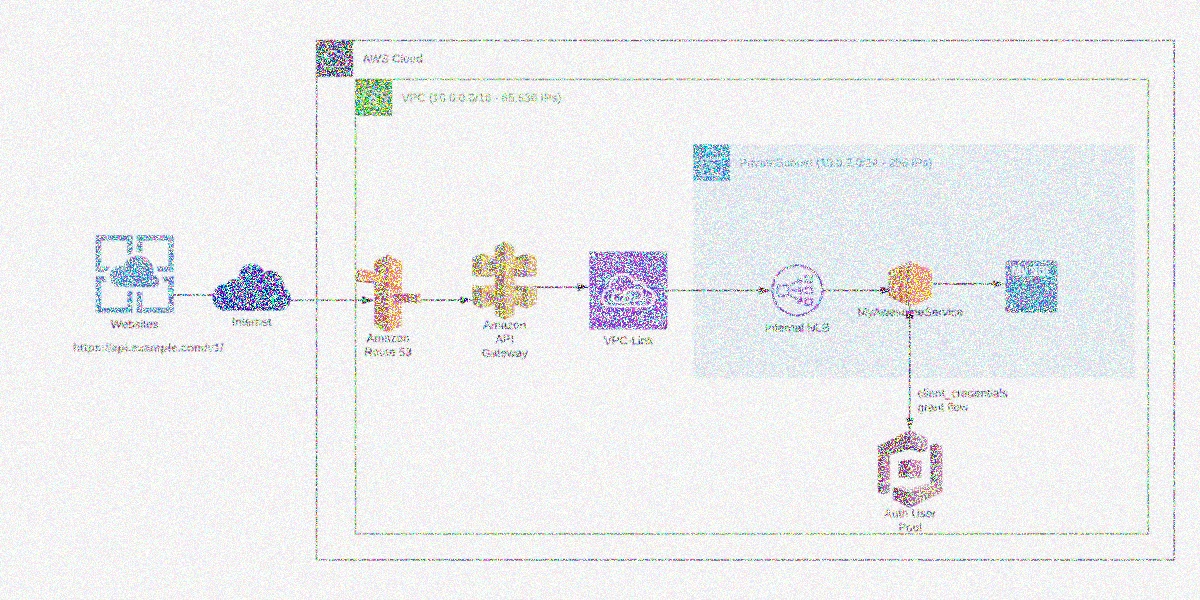 AWS Cloud
VPC (10.0.0.0/16 - 65,536 IPs)
Private Subnet (10.0.2.0/24 - 256 IPs)
Websites
https://api.example.com/v1/
Internet
Amazon
Route 53
Amazon
API
Gateway
VPC Link
Internal NLB
MyAwesomeService
client_credentials
grant flow
Auth User
Pool